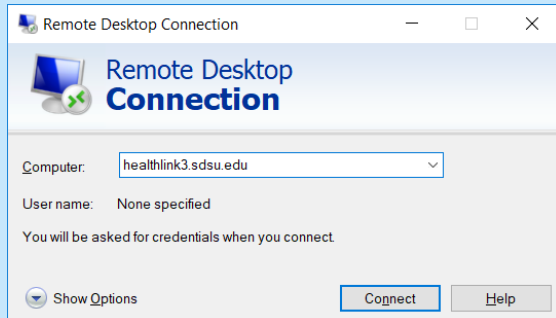 Remote Desktop Connection
Remote Desktop
Connection
Computer: healthlink3.sdsu.edu
User name: None specified
You will be asked for credentials when you connect.
Show Options Connect Help